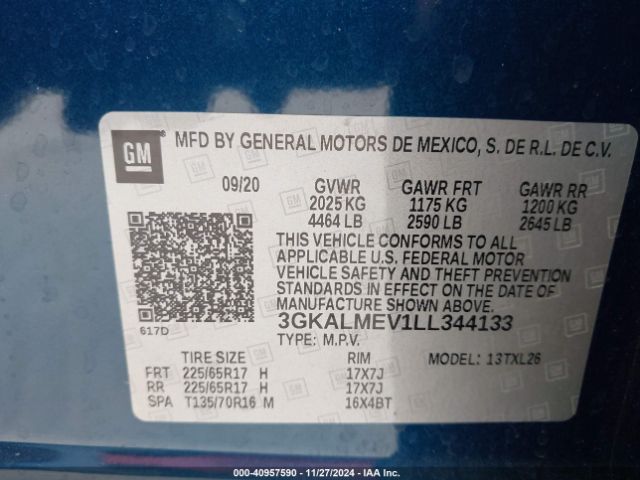 GM
MFD BY GENERAL MOTORS DE MEXICO, S. DE R.L. DE C.V.
09/20 GVWR GAWR FRT GAWR RR
2025 KG 1175 KG 1200 KG
4464 LB 2590 LB 2645 LB
THIS VEHICLE CONFORMS TO ALL
APPLICABLE U.S. FEDERAL MOTOR
VEHICLE SAFETY AND THEFT PREVENTION
STANDARDS IN EFFECT ON THE DATE OF
MANUFACTURE SHOWN ABOVE.
617D
3GKALMEV1LL344133
TYPE: M.P.V.
TIRE SIZE RIM MODEL: 13TXL26
FRT 225/65R17 H 17X7J
RR 225/65R17 H 17X7J
SPA T135/70R16 M 16X4BT
000-40957590 - 11/27/2024 - IAA Inc.